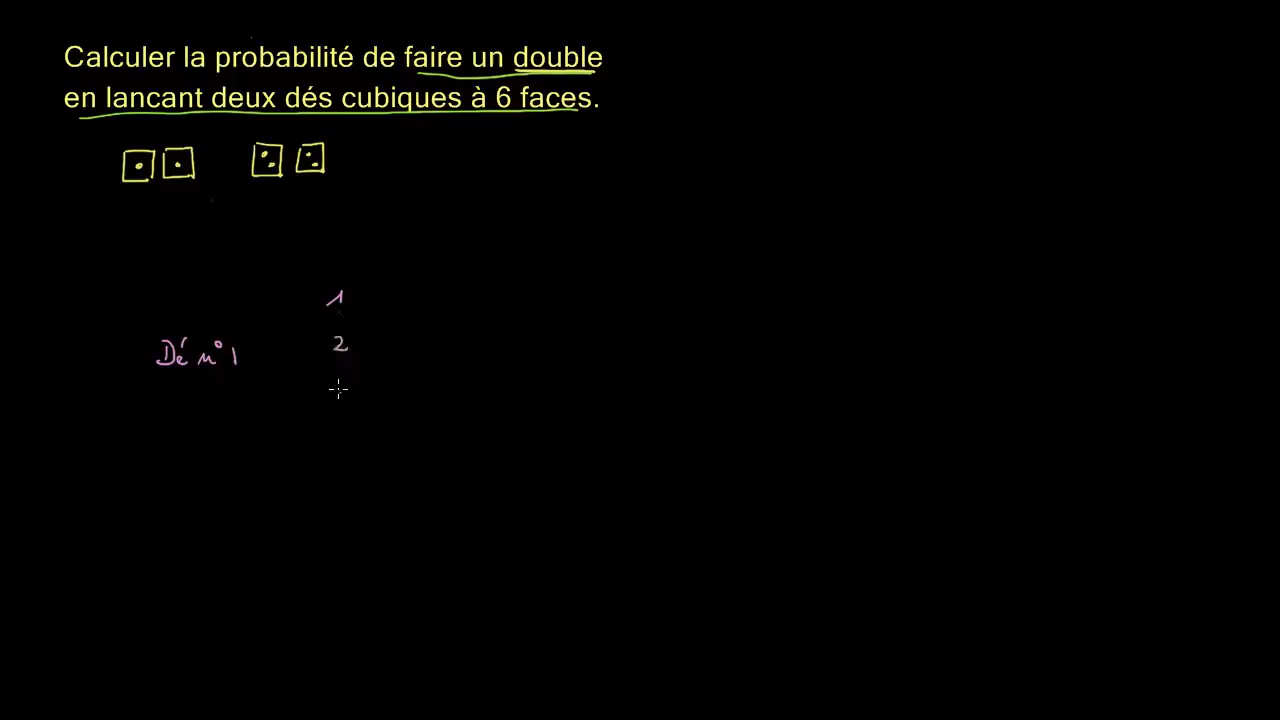 Calculer la probabilité de faire un double
en lancant deux dés cubiques à 6 faces.
1
2
Dé n° 1